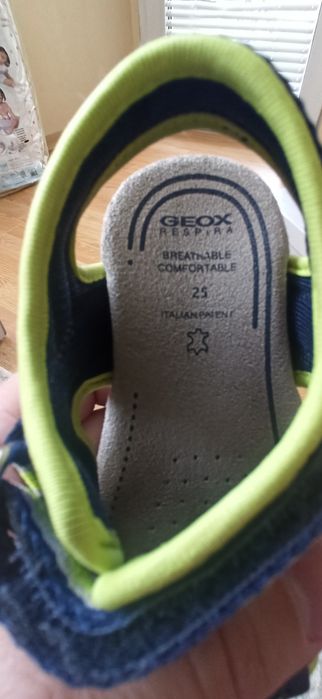 GEOX
RESPIRA
BREATHABLE
COMFORTABLE
25
ITALIAN PATENT